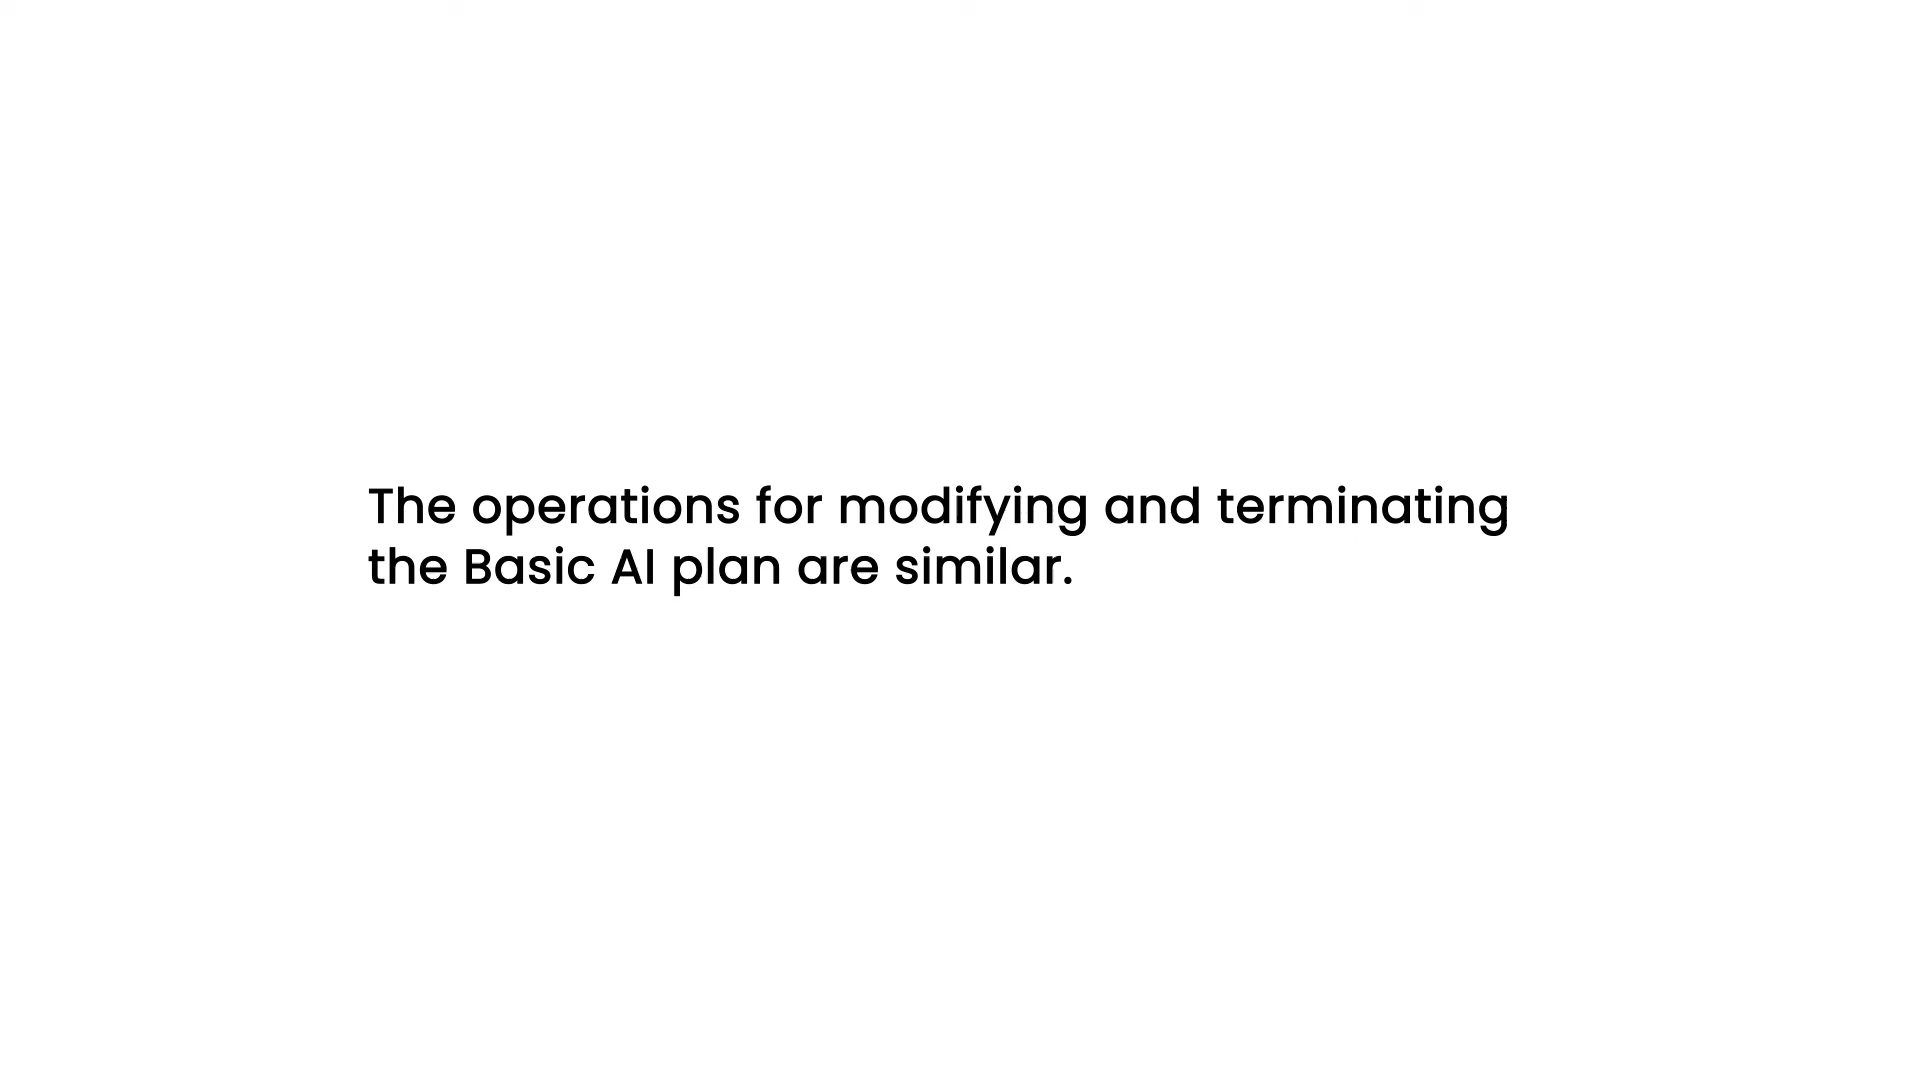 The operations for modifying and terminating
the Basic AI plan are similar.